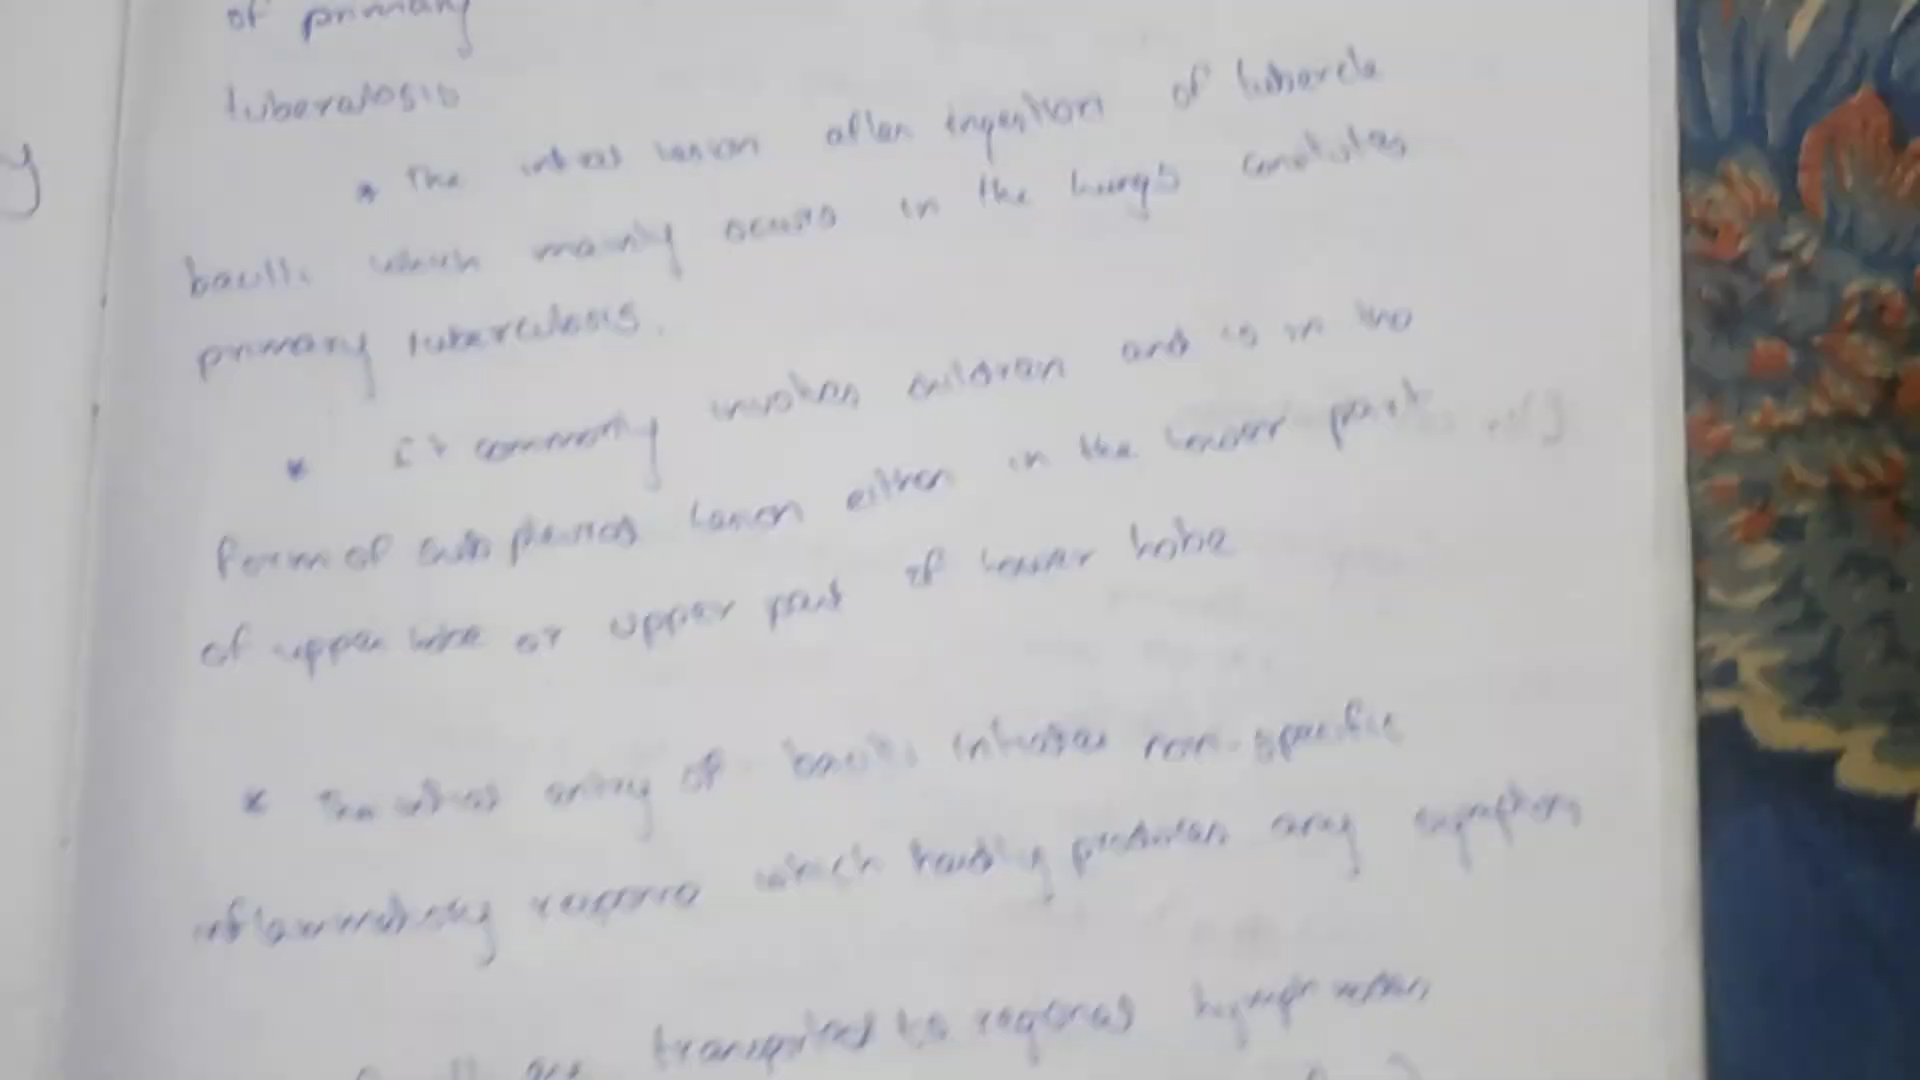 y
of primary
tuberculosis
* The initial lesion after ingestion of tubercle
bacilli which mainly occurs in the lungs constitutes
primary tuberculosis.
* It commonly involves children and is in the
form of sub pleural lesion either in the lower part
of upper lobe or upper part of lower lobe
* The initial entry of bacilli initiates non-specific
inflammatory response which hardly produces any symptoms
are transmitted to regional lymph nodes